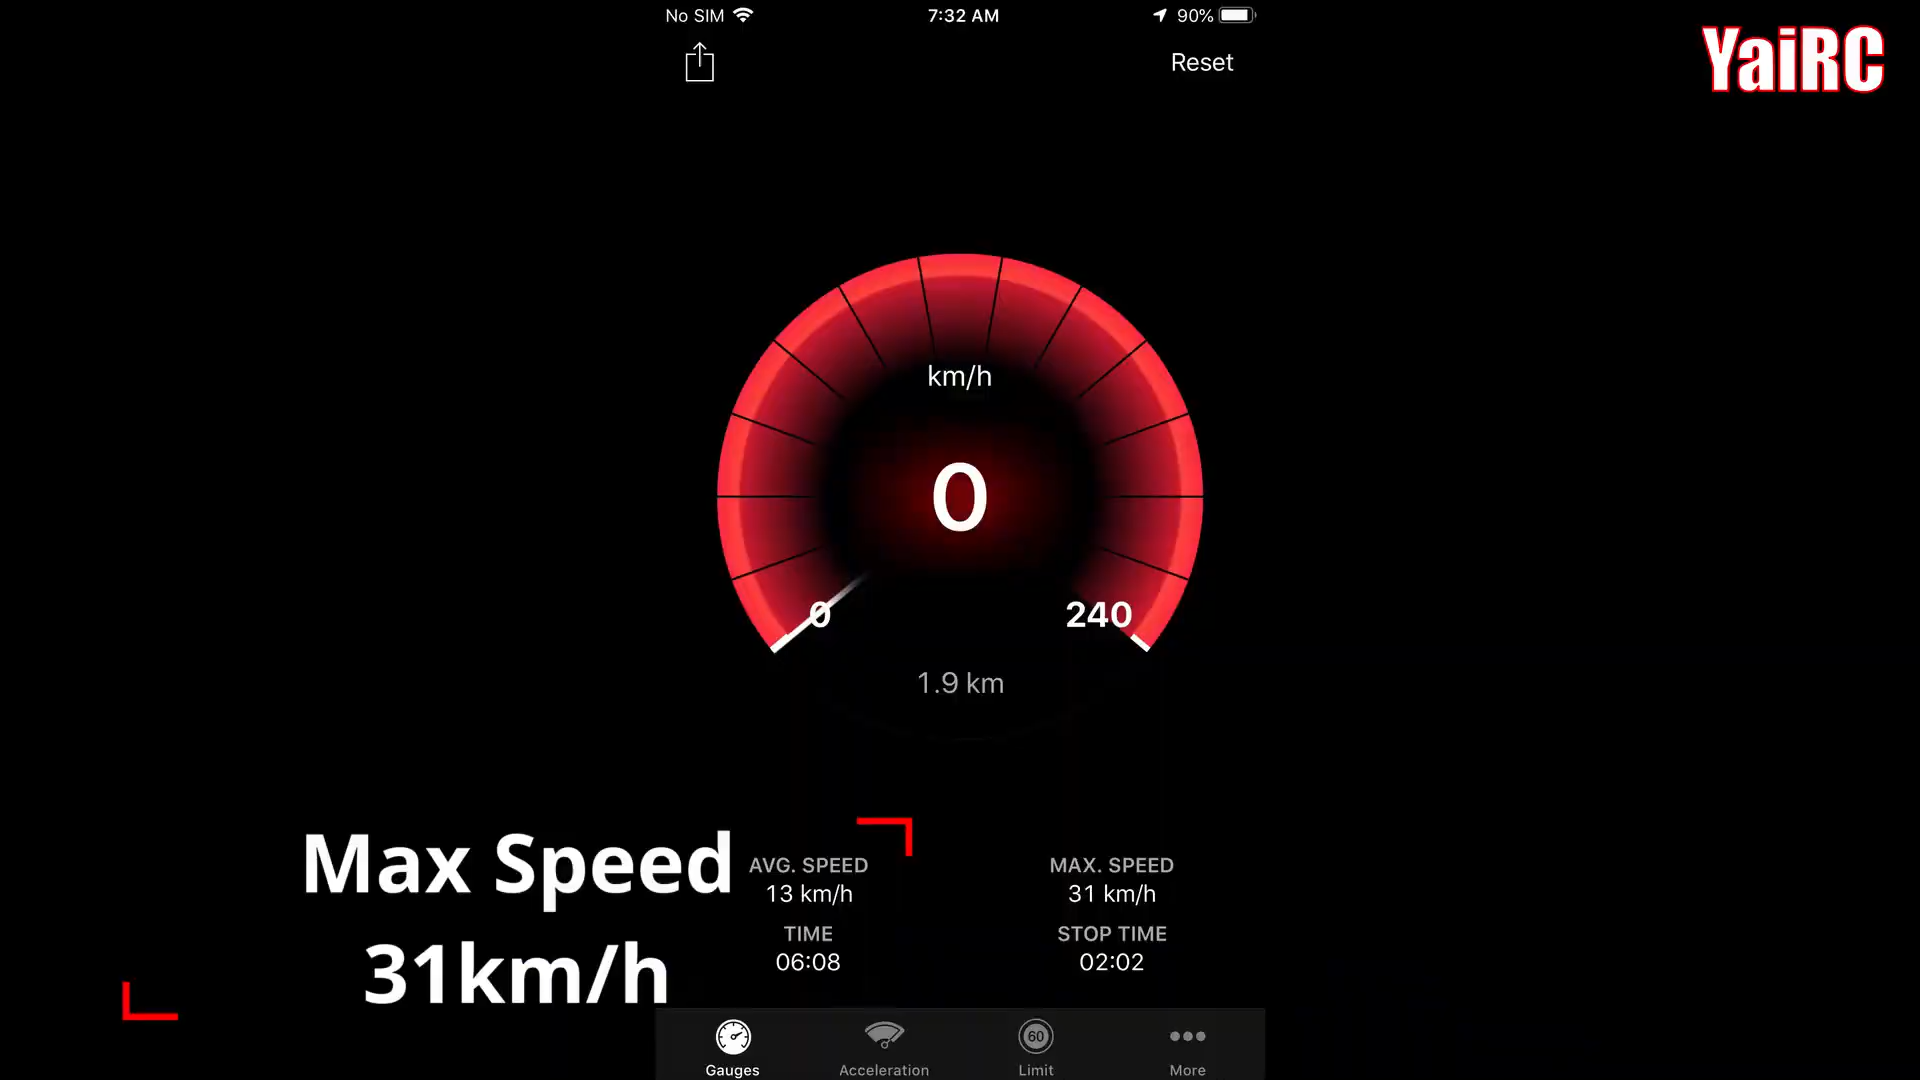 No SIM 7:32 AM 90%
Reset
YaiRC
km/h
0
0 240
1.9 km
Max Speed
31km/h
AVG. SPEED MAX. SPEED
13 km/h 31 km/h
TIME STOP TIME
06:08 02:02
60
Gauges Acceleration Limit More